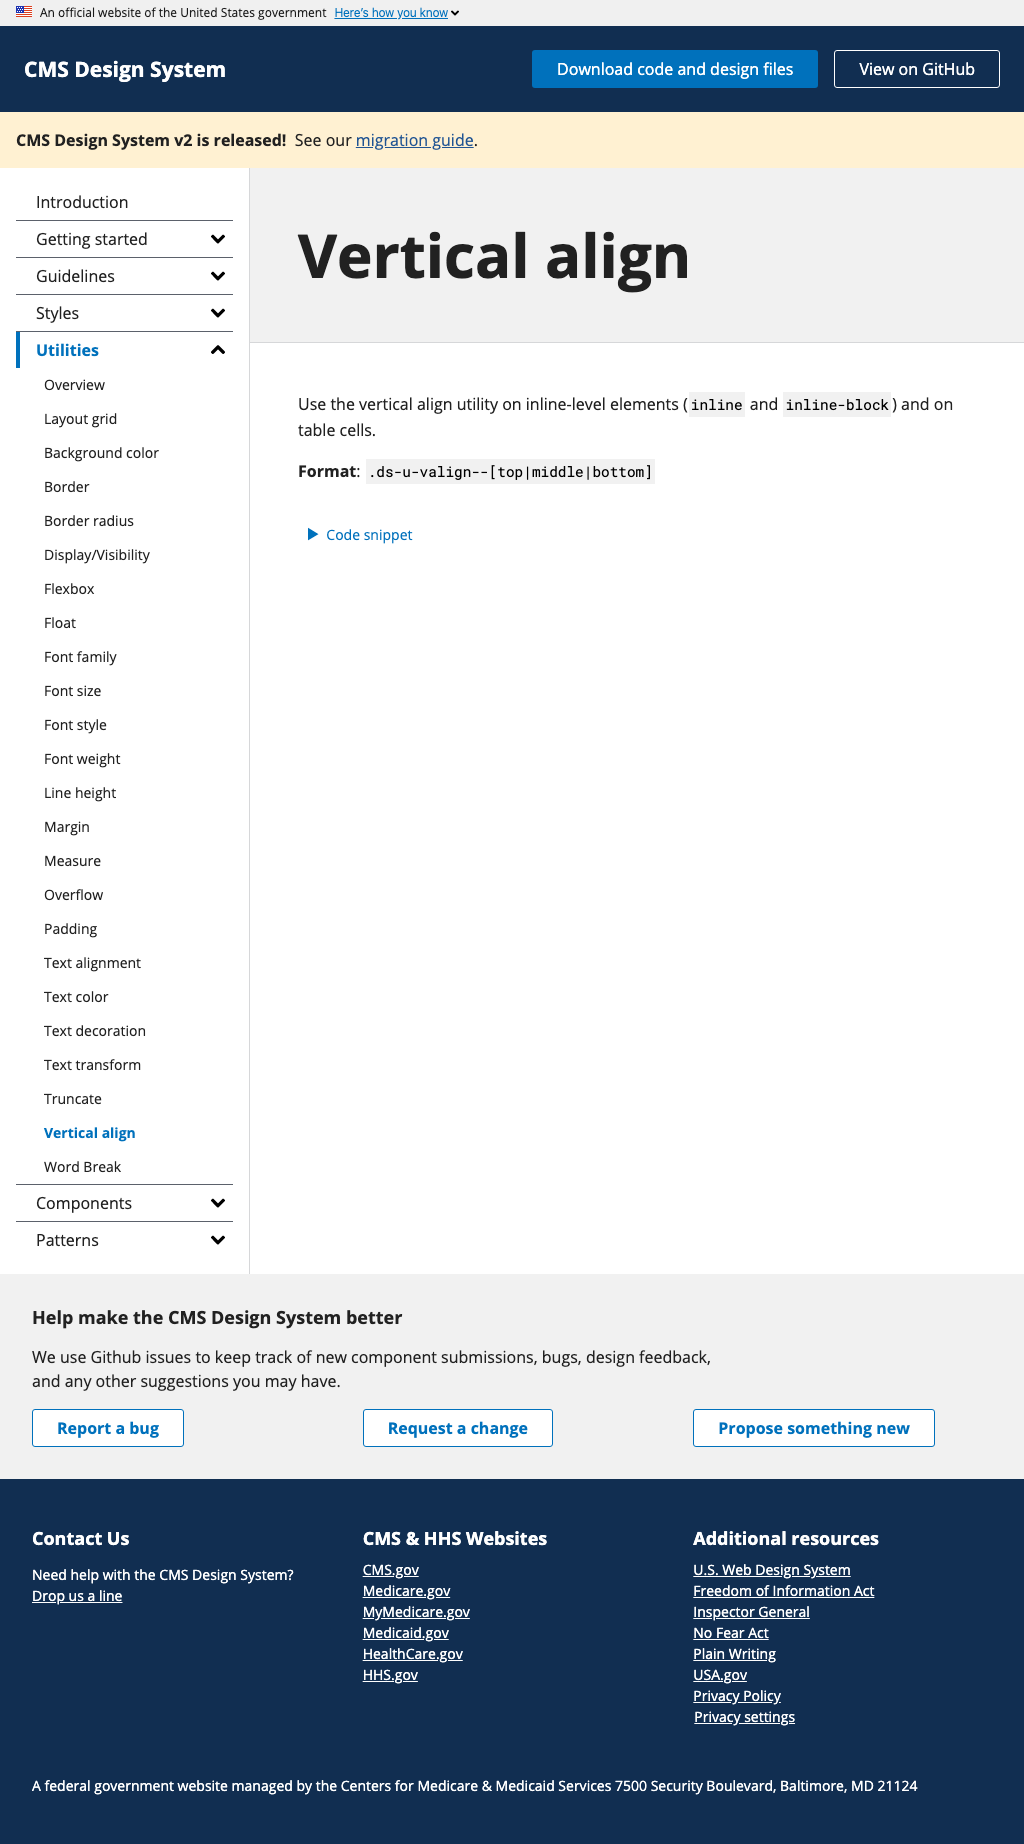 An official website of the United States government Here's how you know
CMS Design System
Download code and design files
View on GitHub
CMS Design System v2 is released! See our migration guide.
Introduction
Getting started
Guidelines
Styles
Utilities
Overview
Layout grid
Background color
Border
Border radius
Display/Visibility
Flexbox
Float
Font family
Font size
Font style
Font weight
Line height
Margin
Measure
Overflow
Padding
Text alignment
Text color
Text decoration
Text transform
Truncate
Vertical align
Word Break
Components
Patterns
Vertical align
Use the vertical align utility on inline-level elements (inline and inline-block) and on
table cells.
Format: .ds-u-valign--[top|middle|bottom]
Code snippet
Help make the CMS Design System better
We use Github issues to keep track of new component submissions, bugs, design feedback,
and any other suggestions you may have.
Report a bug
Request a change
Propose something new
Contact Us
Need help with the CMS Design System?
Drop us a line
CMS & HHS Websites
CMS.gov
Medicare.gov
MyMedicare.gov
Medicaid.gov
HealthCare.gov
HHS.gov
Additional resources
U.S. Web Design System
Freedom of Information Act
Inspector General
No Fear Act
Plain Writing
USA.gov
Privacy Policy
Privacy settings
A federal government website managed by the Centers for Medicare & Medicaid Services 7500 Security Boulevard, Baltimore, MD 21124